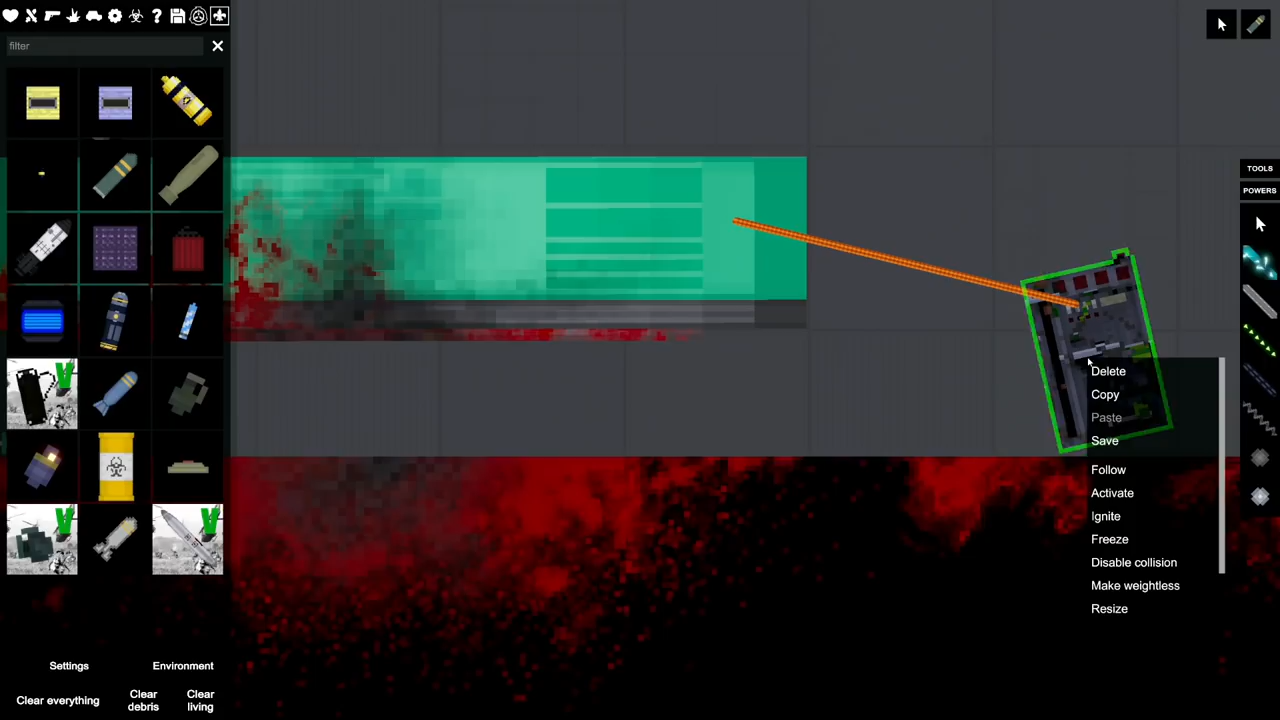 filter
TOOLS
POWERS
Delete
Copy
Paste
Save
Follow
Activate
Ignite
Freeze
Disable collision
Make weightless
Resize
Settings
Environment
Clear everything
Clear
debris
Clear
living